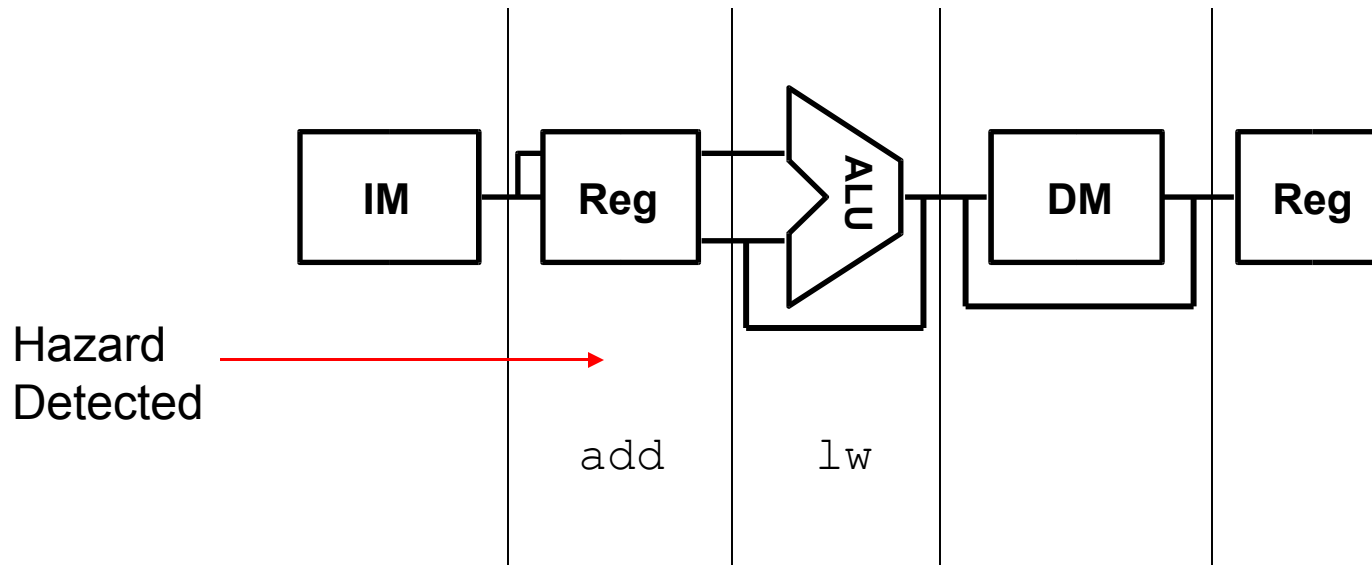 IM
Reg
ALU
DM
Reg
Hazard
Detected
add
lw